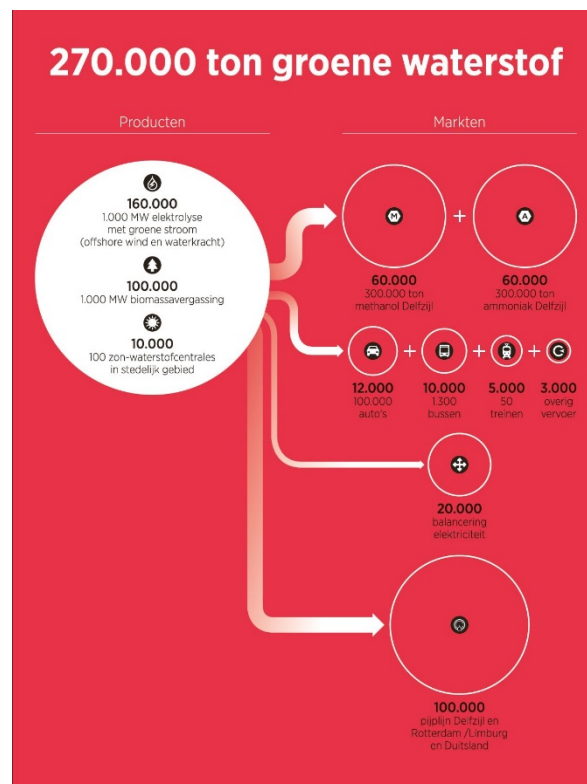 270.000 ton groene waterstof
Producten
160.000
1.000 MW elektrolyse
met groene stroom
(offshore wind en waterkracht)
100.000
1.000 MW biomassavergassing
10.000
100 zon-waterstofcentrales
in stedelijk gebied
Markten
M
+
A
60.000
300.000 ton
methanol Delfzijl
60.000
300.000 ton
ammoniak Delfzijl
+
+
+
12.000
100.000
auto's
10.000
1.300
bussen
5.000
50
treinen
3.000
overig
vervoer
20.000
balancering
elektriciteit
100.000
pijplijn Delfzijl en
Rotterdam /Limburg
en Duitsland